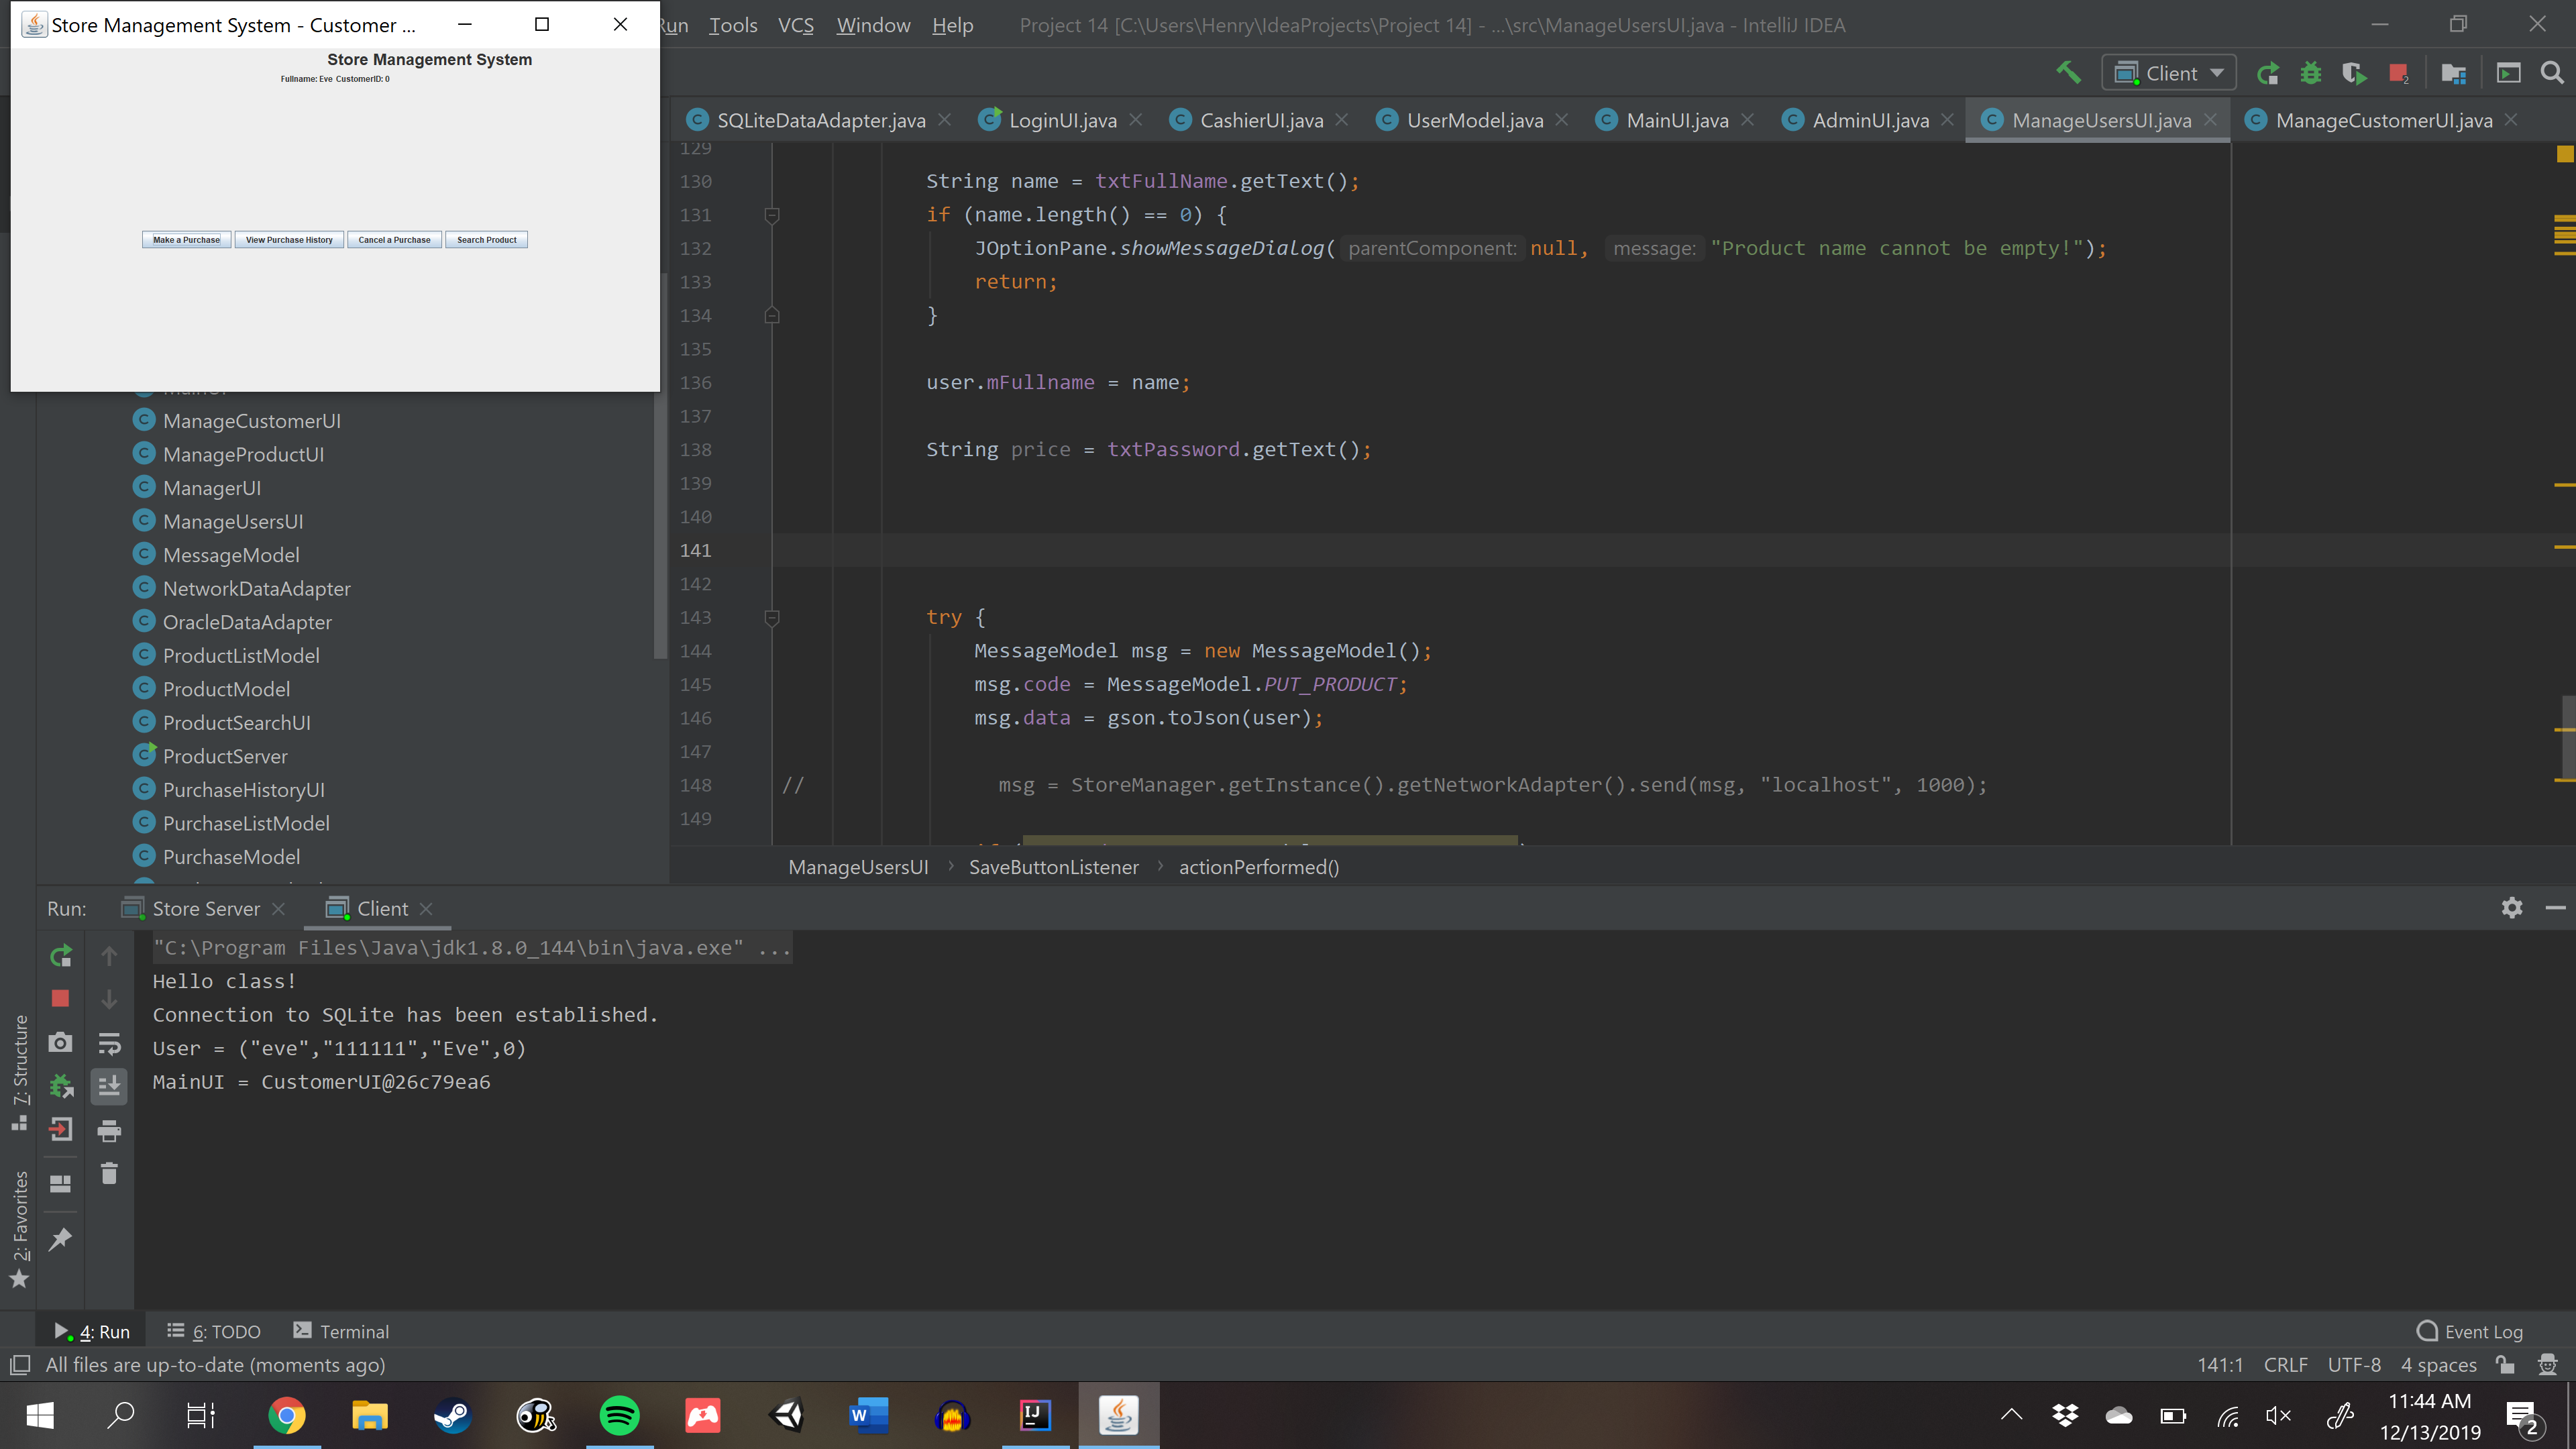 Store Management System - Customer ...
Store Management System
Fullname: Eve CustomerID: 0
Make a Purchase View Purchase History Cancel a Purchase Search Product
Run Tools VCS Window Help Project 14 [C:\Users\Henry\IdeaProjects\Project 14] - ...\src\ManageUsersUI.java - IntelliJ IDEA
Client 2
SQLiteDataAdapter.java LoginUI.java CashierUI.java UserModel.java MainUI.java AdminUI.java ManageUsersUI.java ManageCustomerUI.java
MainUI
ManageCustomerUI
ManageProductUI
ManagerUI
ManageUsersUI
MessageModel
NetworkDataAdapter
OracleDataAdapter
ProductListModel
ProductModel
ProductSearchUI
ProductServer
PurchaseHistoryUI
PurchaseListModel
PurchaseModel
129
130 String name = txtFullName.getText();
131 if (name.length() == 0) {
132 JOptionPane.showMessageDialog( parentComponent: null, message: "Product name cannot be empty!");
133 return;
134 }
135
136 user.mFullname = name;
137
138 String price = txtPassword.getText();
139
140
141
142
143 try {
144 MessageModel msg = new MessageModel();
145 msg.code = MessageModel.PUT_PRODUCT;
146 msg.data = gson.toJson(user);
147
148 // msg = StoreManager.getInstance().getNetworkAdapter().send(msg, "localhost", 1000);
149
ManageUsersUI › SaveButtonListener › actionPerformed()
Run: Store Server Client
"C:\Program Files\Java\jdk1.8.0_144\bin\java.exe" ...
Hello class!
Connection to SQLite has been established.
User = ("eve","111111","Eve",0)
MainUI = CustomerUI@26c79ea6
7: Structure
2: Favorites
4: Run 6: TODO Terminal Event Log
All files are up-to-date (moments ago) 141:1 CRLF UTF-8 4 spaces
11:44 AM
12/13/2019
2